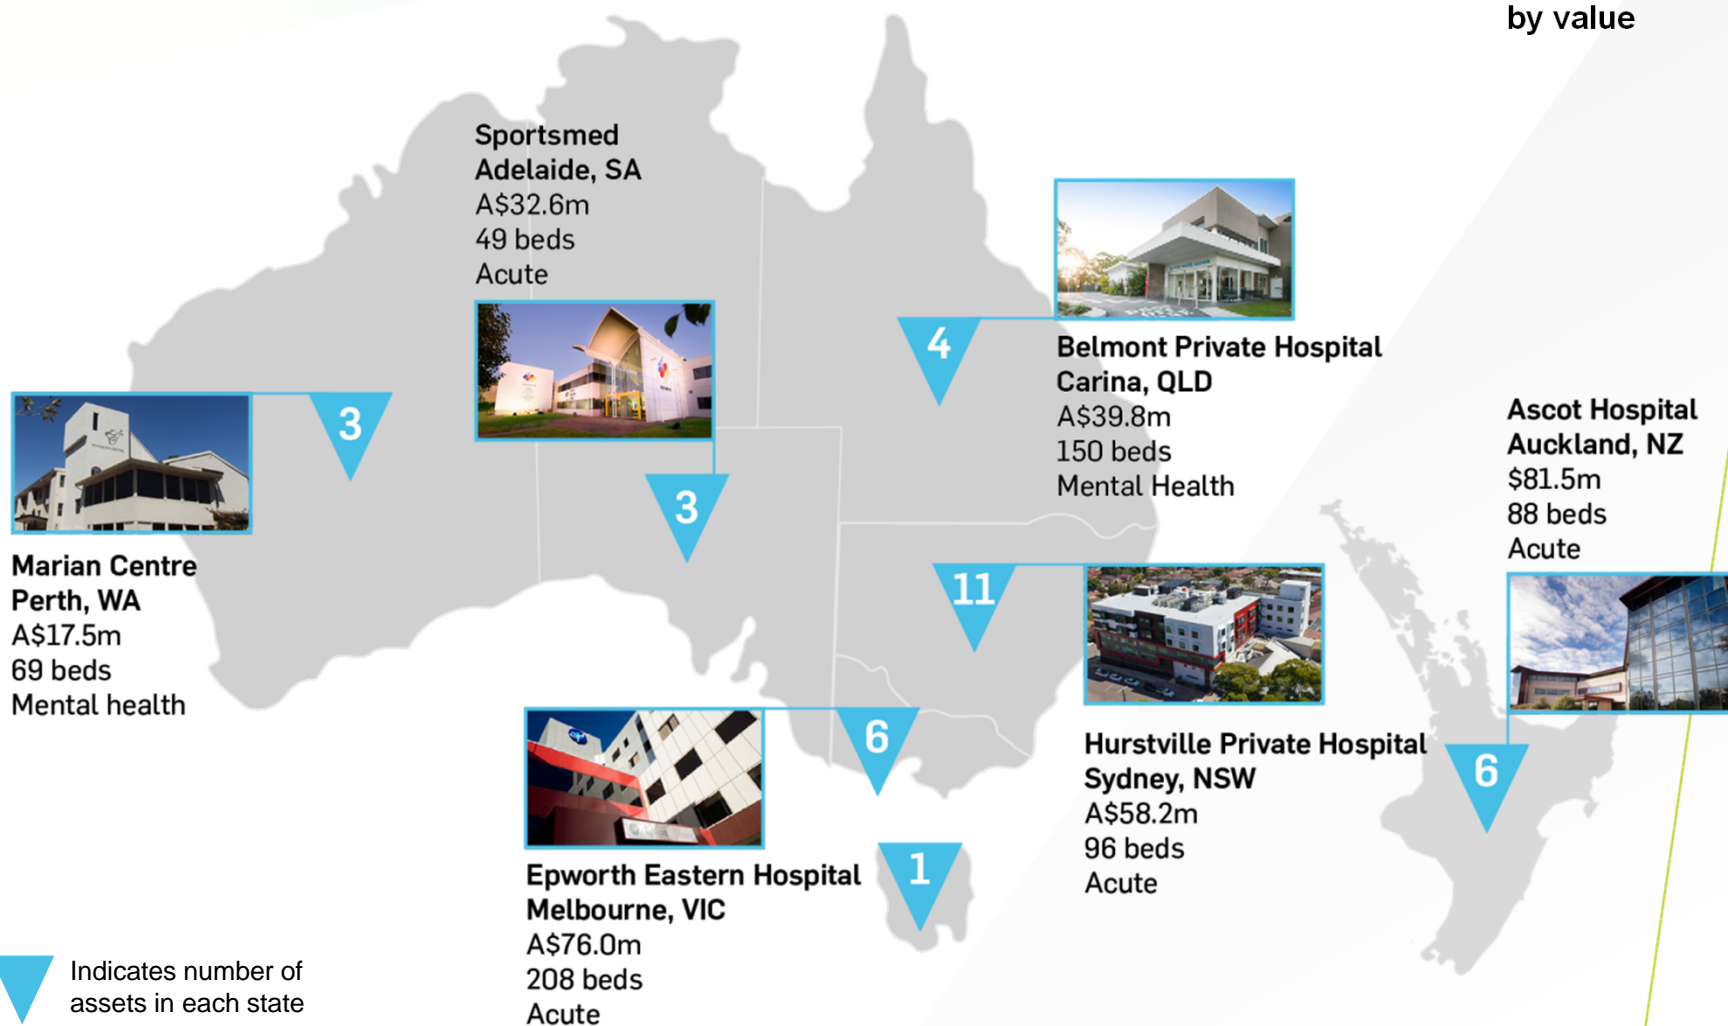 by value
Sportsmed
Adelaide, SA
A$32.6m
49 beds
Acute
4
Belmont Private Hospital
Carina, QLD
A$39.8m
150 beds
Mental Health
3
Marian Centre
Perth, WA
A$17.5m
69 beds
Mental health
3
Ascot Hospital
Auckland, NZ
$81.5m
88 beds
Acute
11
Hurstville Private Hospital
Sydney, NSW
A$58.2m
96 beds
Acute
6
6
Epworth Eastern Hospital
Melbourne, VIC
A$76.0m
208 beds
Acute
1
Indicates number of
assets in each state